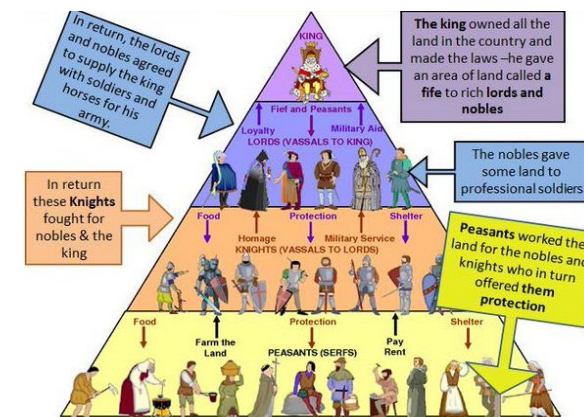 In return, the lords
and nobles agreed
to supply the king
with soldiers and
horses for his
army.
KING
The king owned all the
land in the country and
made the laws –he gave
an area of land called a
fife to rich lords and
nobles
Fief and Peasants
Loyalty
Military Aid
LORDS (VASSALS TO KING)
The nobles gave
some land to
professional soldiers
In return
these Knights
fought for
nobles & the
king
Food
Protection
Shelter
Homage
Military Service
KNIGHTS (VASSALS TO LORDS)
Peasants worked the
land for the nobles and
knights who in turn
offered them
protection
Food
Protection
Shelter
Farm the
Land
PEASANTS (SERFS)
Pay
Rent